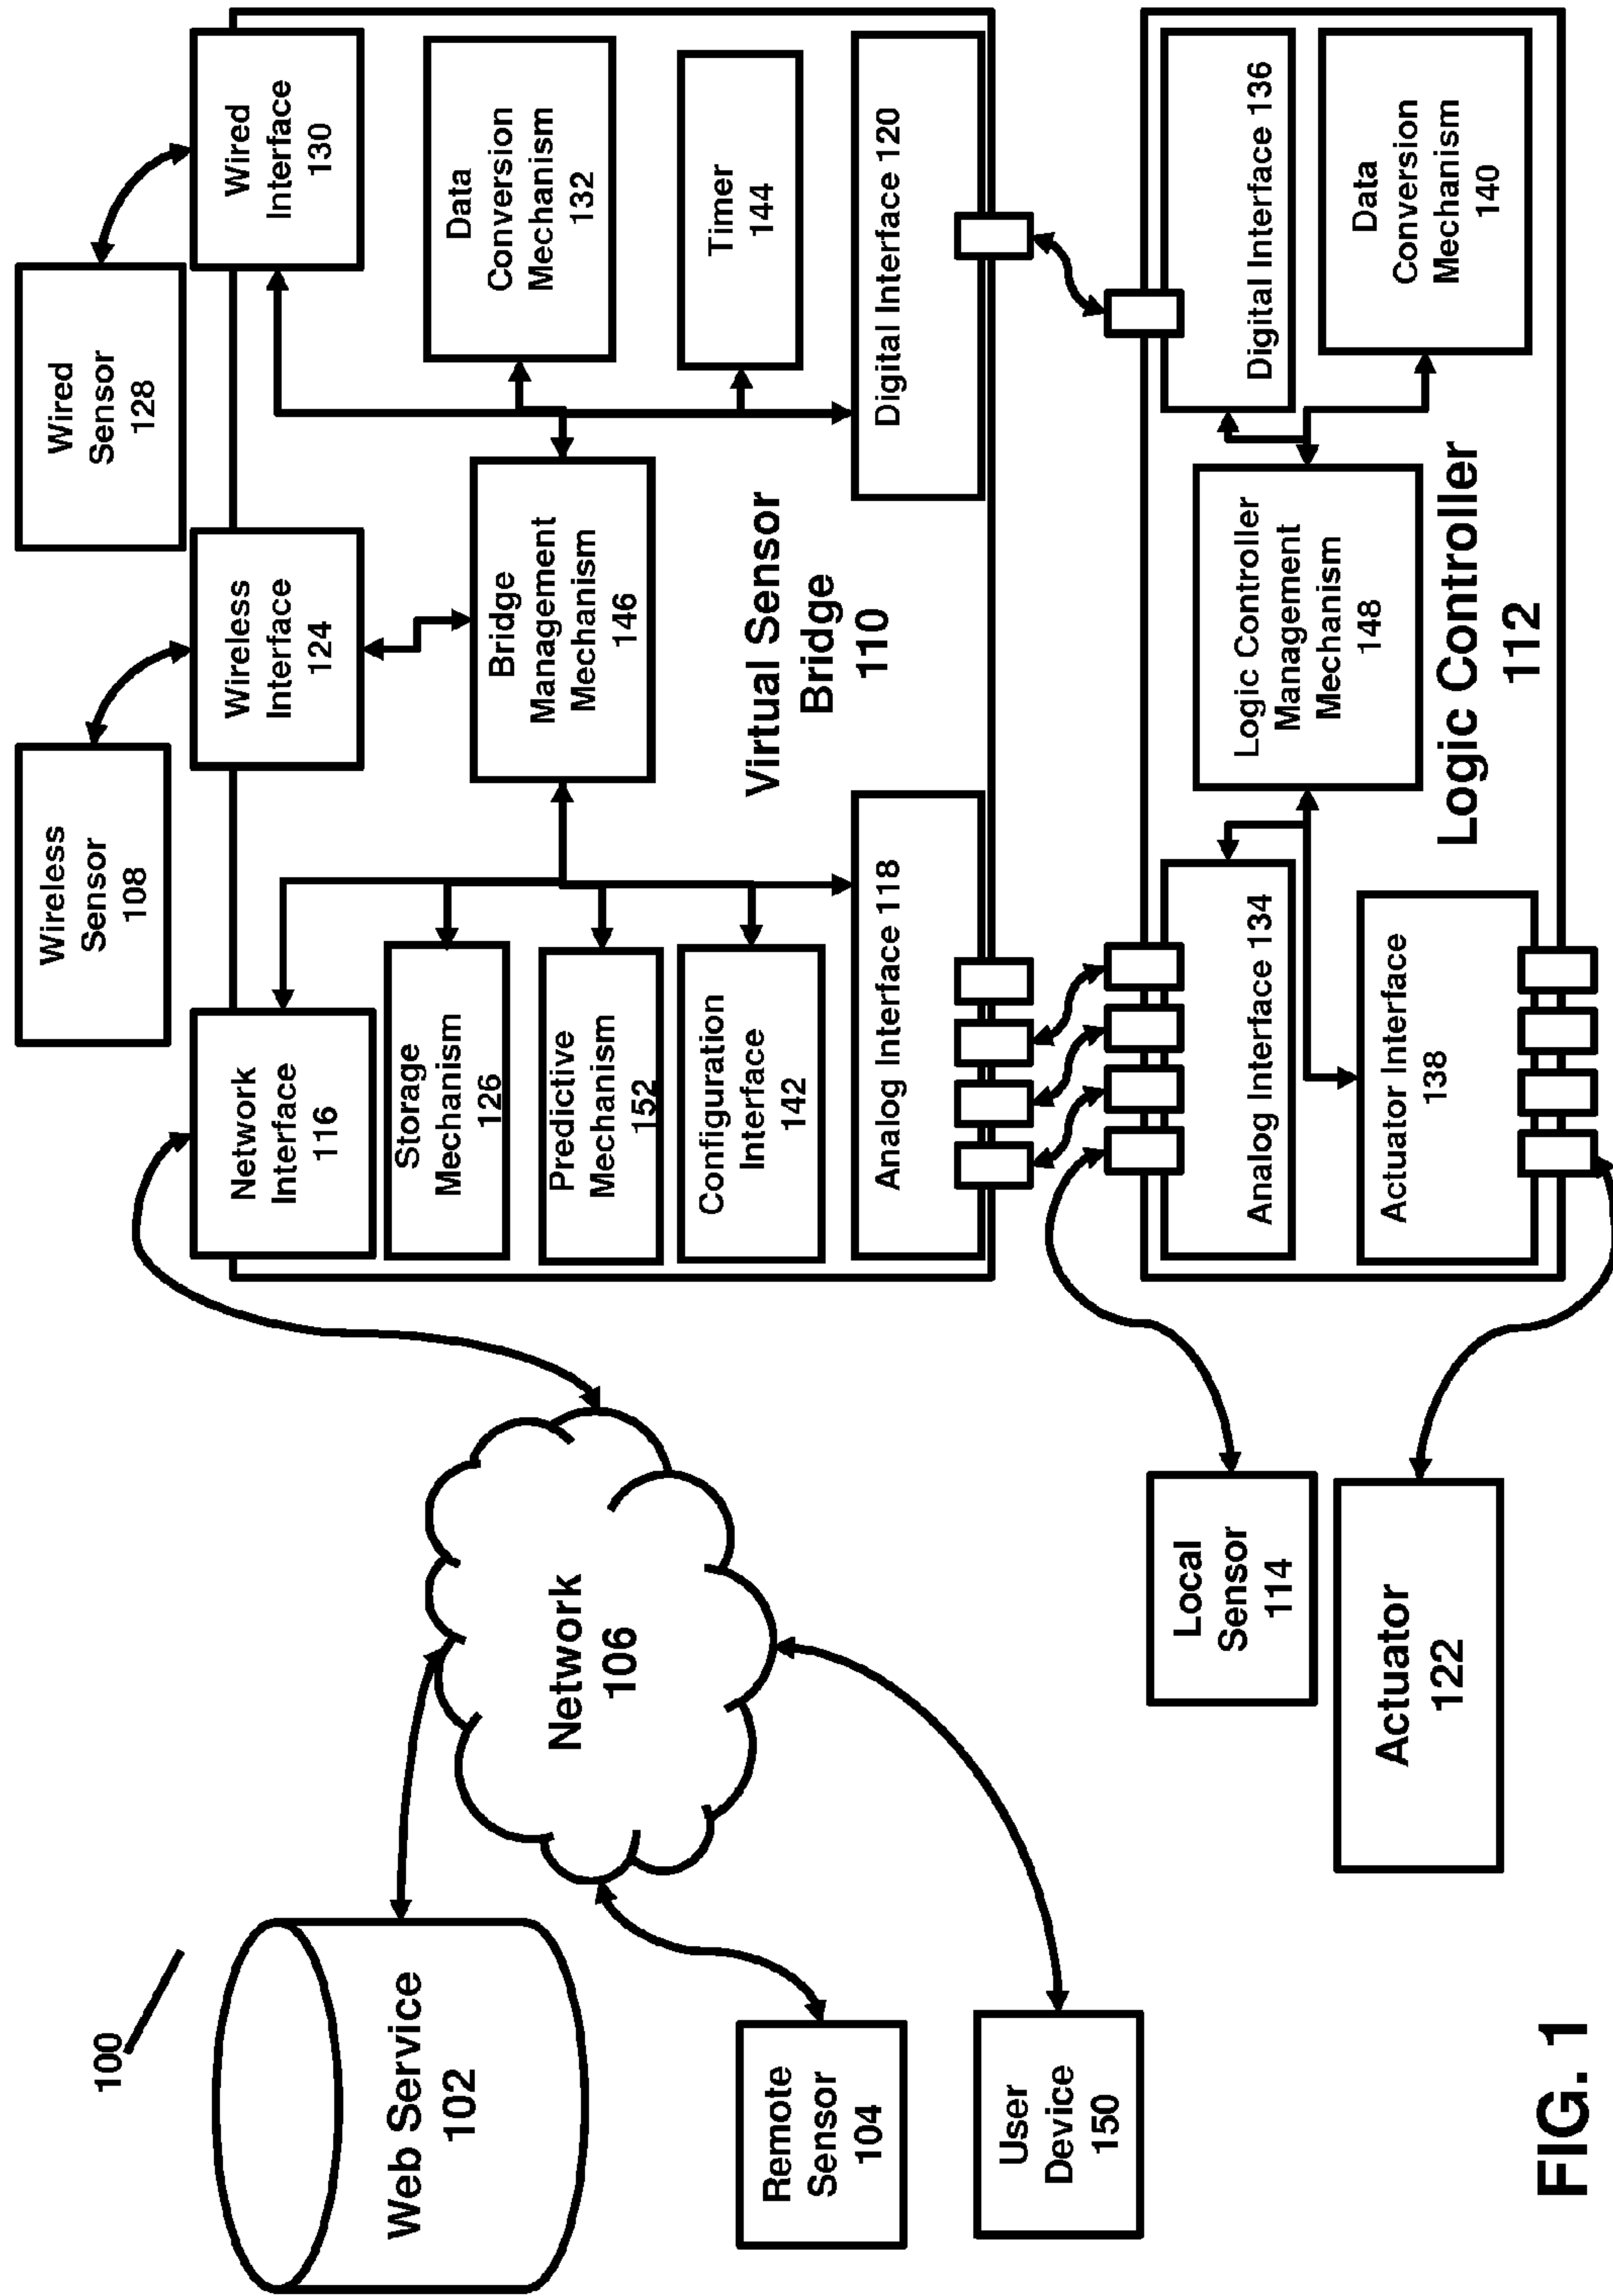 100
Web Service
102
Remote
Sensor
104
User
Device
150
Network
106
Local
Sensor
114
Actuator
122
Wireless
Sensor
108
Wired
Sensor
128
Network
Interface
116
Wireless
Interface
124
Wired
Interface
130
Storage
Mechanism
126
Predictive
Mechanism
152
Configuration
Interface
142
Bridge
Management
Mechanism
146
Data
Conversion
Mechanism
132
Timer
144
Virtual Sensor
Bridge
110
Analog Interface 118
Digital Interface 120
Analog Interface 134
Digital Interface 136
Logic Controller
Management
Mechanism
148
Actuator Interface
138
Data
Conversion
Mechanism
140
Logic Controller
112
FIG. 1